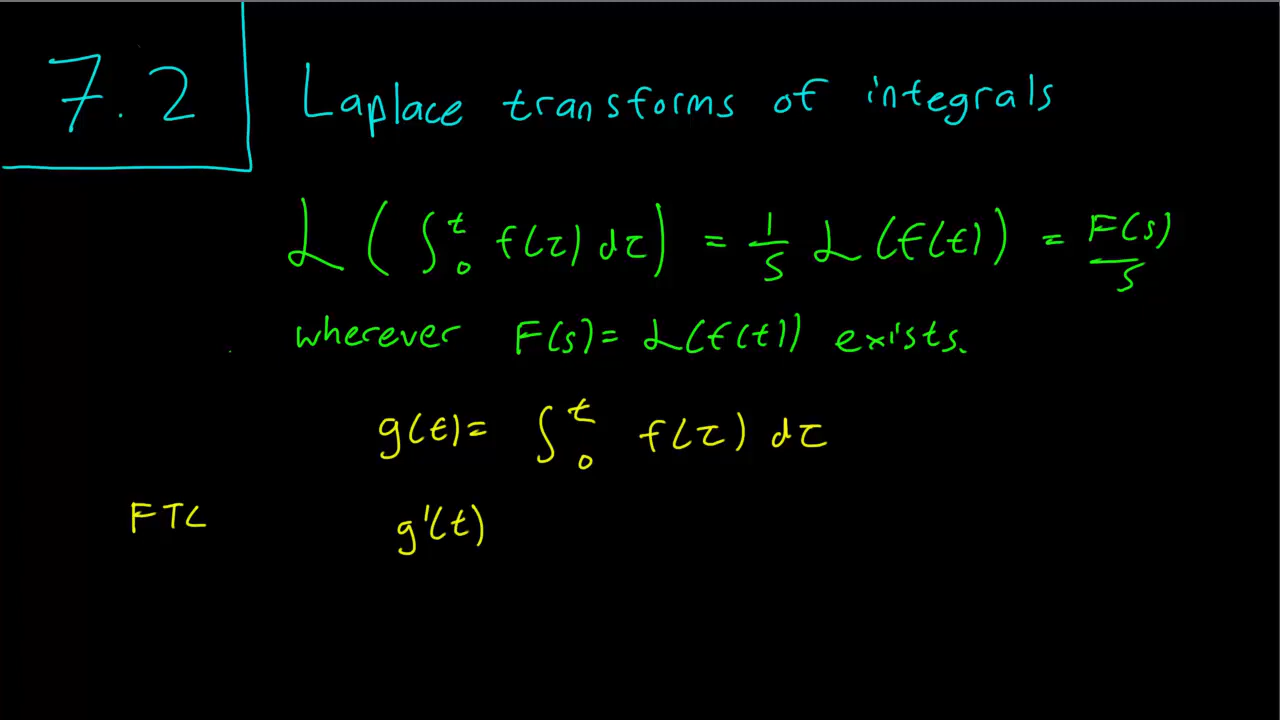 7.2 Laplace transforms of integrals
ℒ(∫₀ᵗ f(τ) dτ) = 1/s ℒ(f(t)) = F(s)/s
wherever F(s) = ℒ(f(t)) exists.
g(t) = ∫₀ᵗ f(τ) dτ
FTC g'(t)